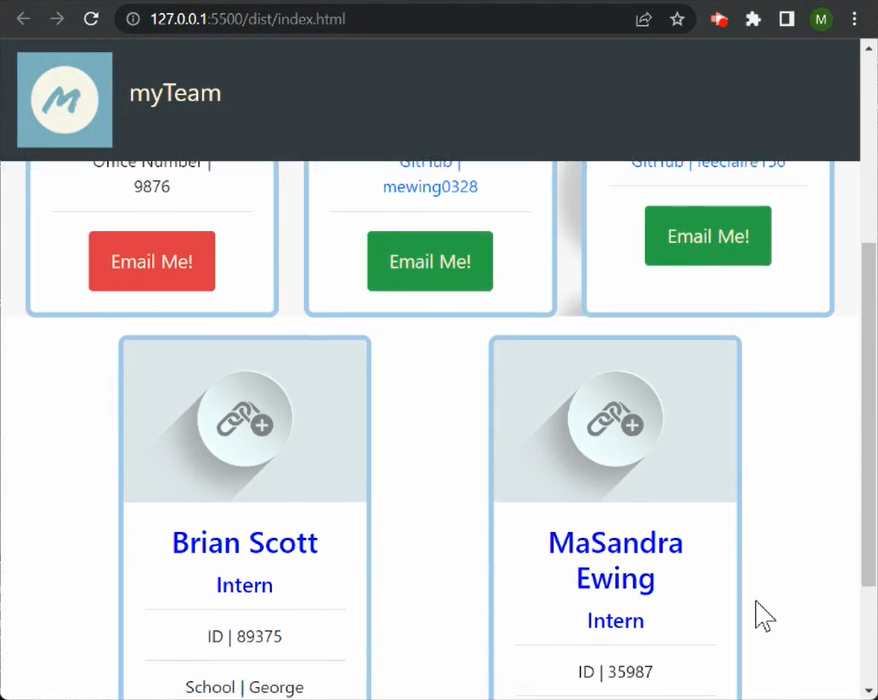 127.0.0.1:5500/dist/index.html
M
M
myTeam
Office Number |
9876
GitHub |
mewing0328
GitHub | leeclaire156
Email Me!
Email Me!
Email Me!
Brian Scott
Intern
ID | 89375
School | George
MaSandra
Ewing
Intern
ID | 35987